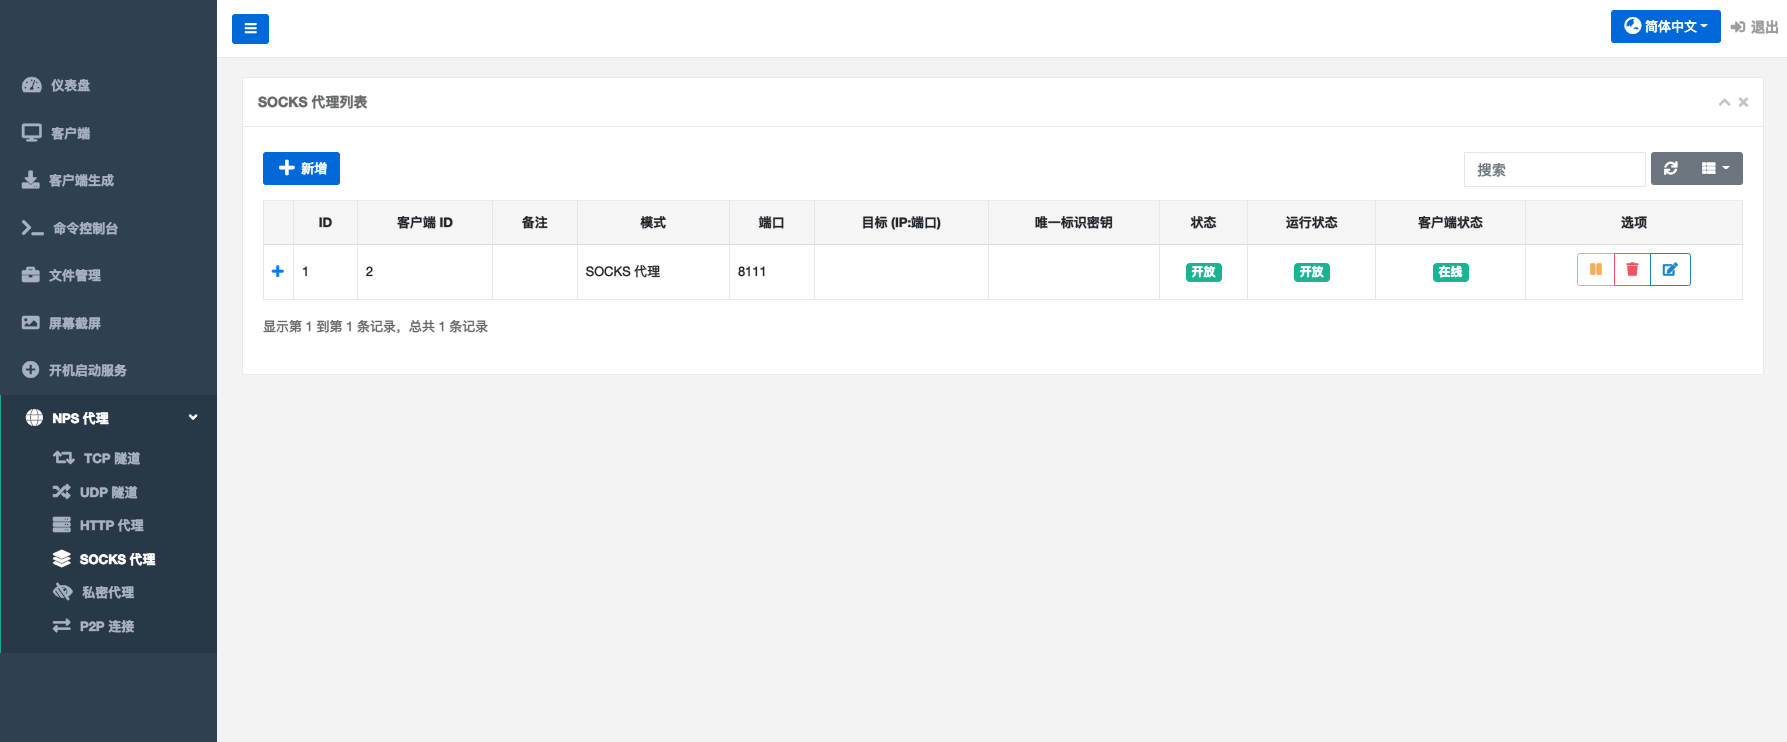 简体中文
退出
仪表盘
客户端
客户端生成
命令控制台
文件管理
屏幕截屏
开机启动服务
NPS 代理
TCP 隧道
UDP 隧道
HTTP 代理
SOCKS 代理
私密代理
P2P 连接
SOCKS 代理列表
新增
搜索
ID 客户端 ID 备注 模式 端口 目标 (IP:端口) 唯一标识密钥 状态 运行状态 客户端状态 选项
1 2 SOCKS 代理 8111 开放 开放 在线
显示第 1 到第 1 条记录，总共 1 条记录